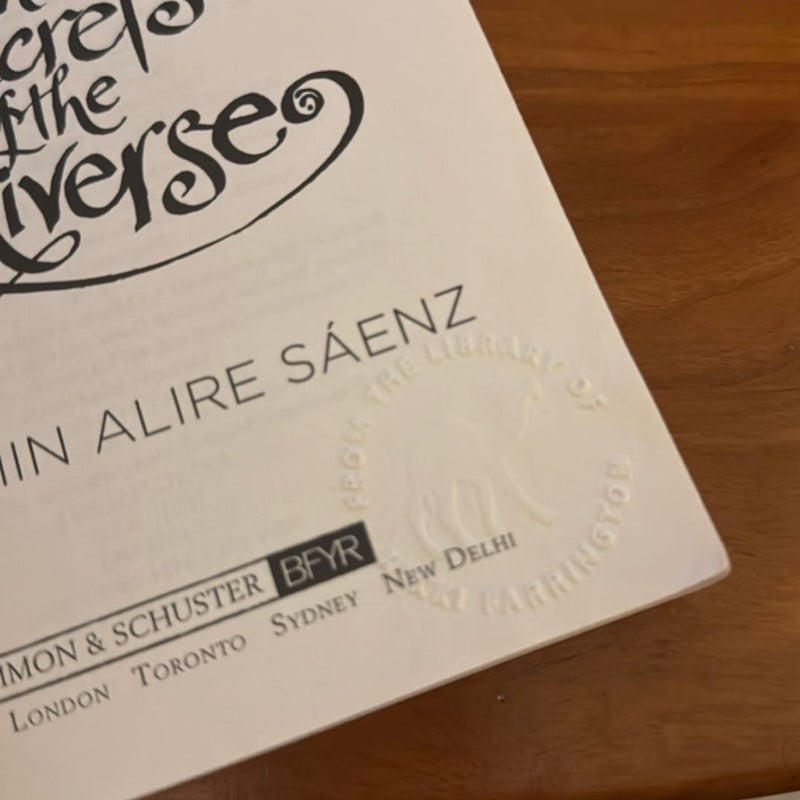 crets
of the
iverse
MIN ALIRE SÁENZ
FROM THE LIBRARY OF
FARRINGTON
IMON & SCHUSTER BFYR
LONDON TORONTO SYDNEY NEW DELHI